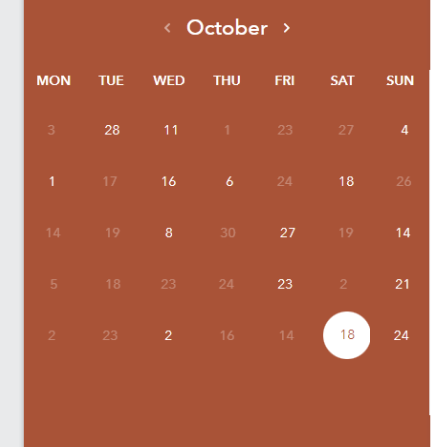 ‹ October ›
MON TUE WED THU FRI SAT SUN
3 28 11 1 23 27 4
1 17 16 6 24 18 26
14 19 8 30 27 19 14
5 18 23 24 23 2 21
2 23 2 16 14 18 24